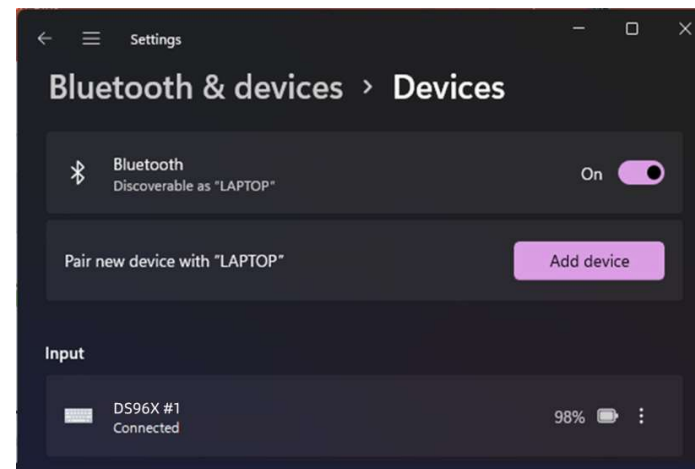 Settings
Bluetooth & devices > Devices
Bluetooth
Discoverable as "LAPTOP"
On
Pair new device with "LAPTOP"
Add device
Input
DS96X #1
Connected
98%